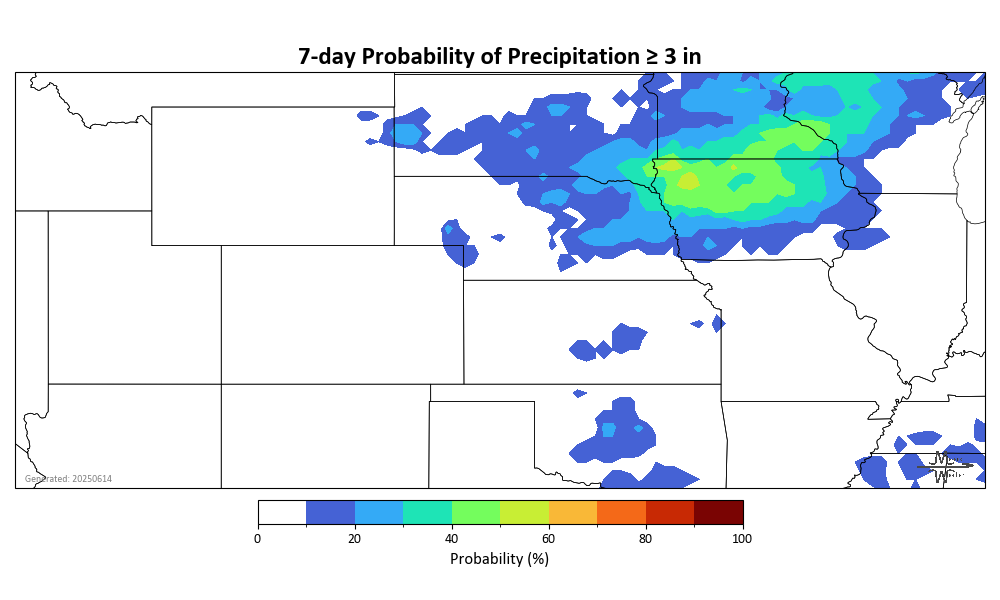 7-day Probability of Precipitation ≥ 3 in
Generated: 20250614
0 20 40 60 80 100
Probability (%)